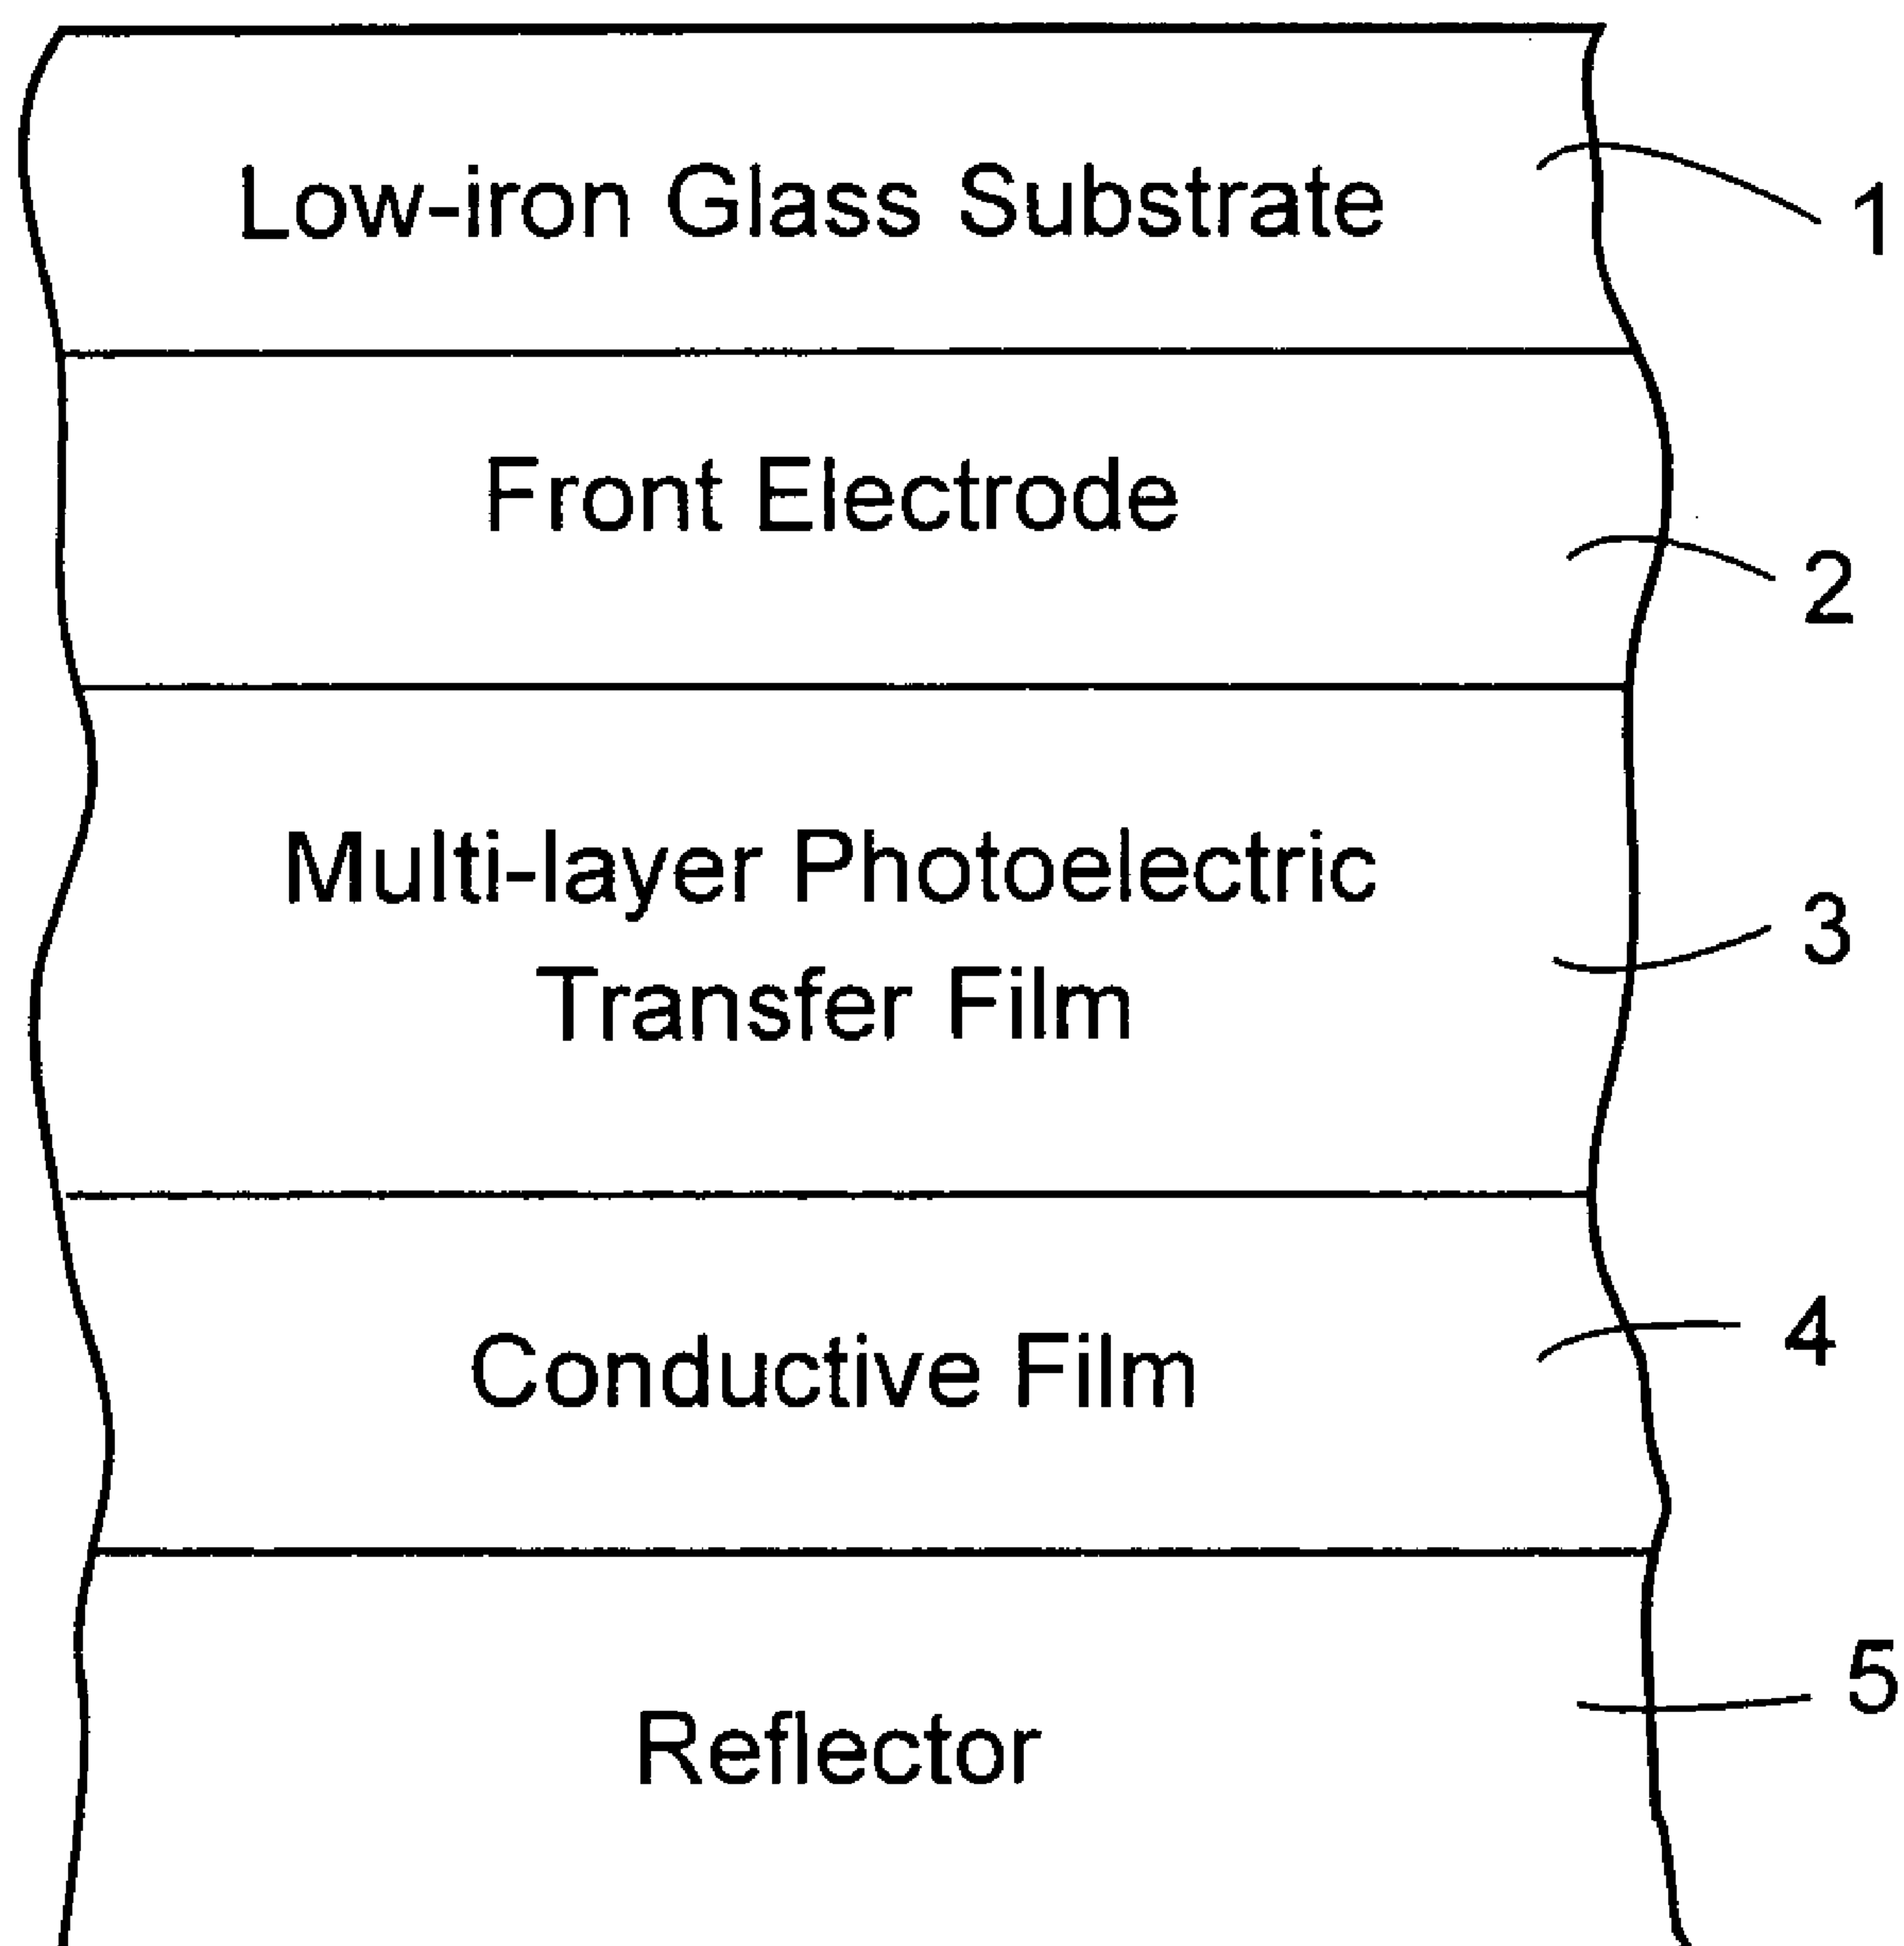 Low-iron Glass Substrate
1
Front Electrode
2
Multi-layer Photoelectric
Transfer Film
3
Conductive Film
4
Reflector
5